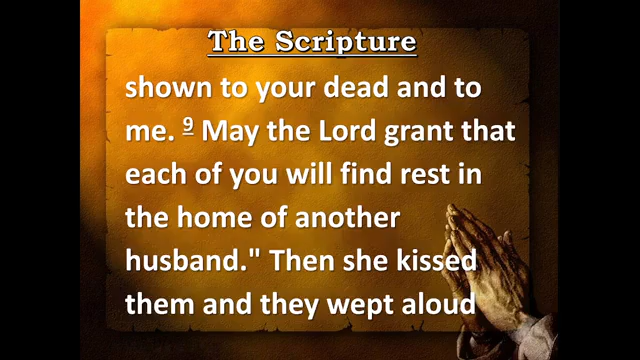 The Scripture
shown to your dead and to
me. 9 May the Lord grant that
each of you will find rest in
the home of another
husband." Then she kissed
them and they wept aloud